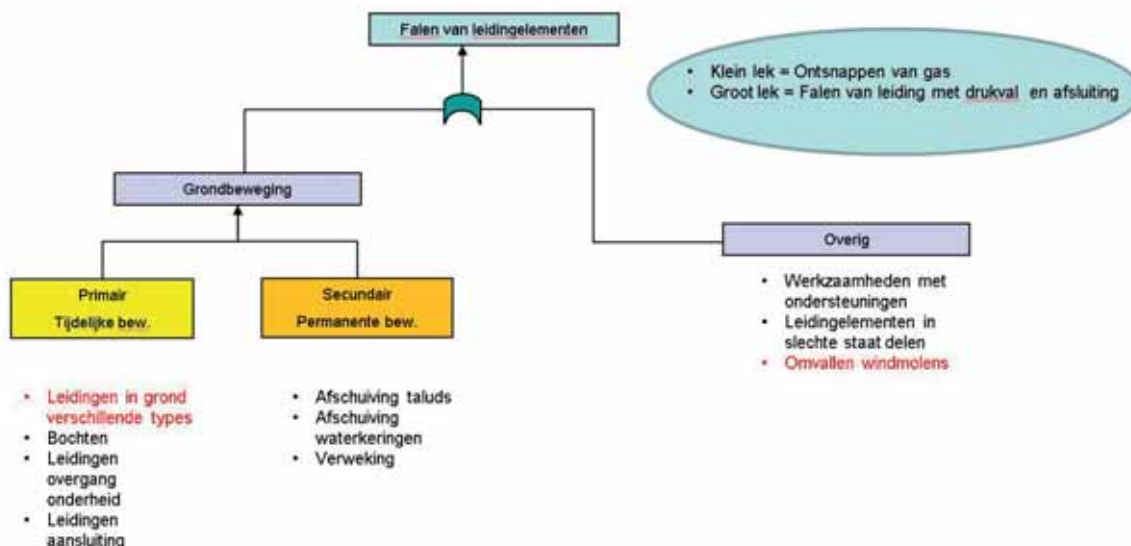 Falen van leidingelementen
• Klein lek = Ontsnappen van gas
• Groot lek = Falen van leiding met drukval en afsluiting
Grondbeweging
Overig
Primair
Tijdelijke bew.
Secundair
Permanente bew.
• Werkzaamheden met
ondersteuningen
• Leidingelementen in
slechte staat delen
• Omvallen windmolens
• Leidingen in grond
verschillende types
• Bochten
• Leidingen
overgang
onderheid
• Leidingen
aansluiting
• Afschuiving taluds
• Afschuiving
waterkeringen
• Verweking